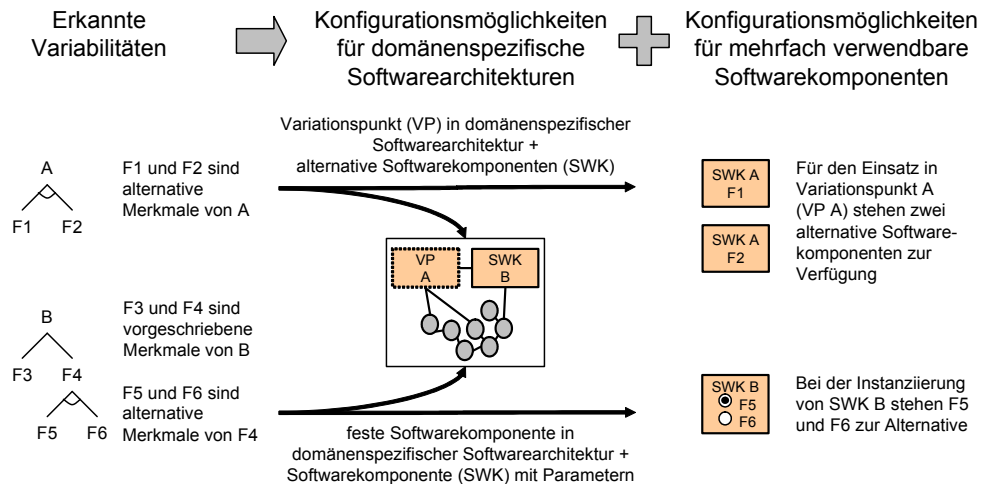 Erkannte
Variabilitäten
Konfigurationsmöglichkeiten
für domänenspezifische
Softwarearchitekturen
Konfigurationsmöglichkeiten
für mehrfach verwendbare
Softwarekomponenten
Variationspunkt (VP) in domänenspezifischer
Softwarearchitektur +
alternative Softwarekomponenten (SWK)
A
F1 F2
F1 und F2 sind
alternative
Merkmale von A
SWK A
F1
SWK A
F2
Für den Einsatz in
Variationspunkt A
(VP A) stehen zwei
alternative Software-
komponenten zur
Verfügung
VP
A
SWK
B
B
F3 F4
F5 F6
F3 und F4 sind
vorgeschriebene
Merkmale von B
F5 und F6 sind
alternative
Merkmale von F4
SWK B
F5
F6
Bei der Instanziierung
von SWK B stehen F5
und F6 zur Alternative
feste Softwarekomponente in
domänenspezifischer Softwarearchitektur +
Softwarekomponente (SWK) mit Parametern